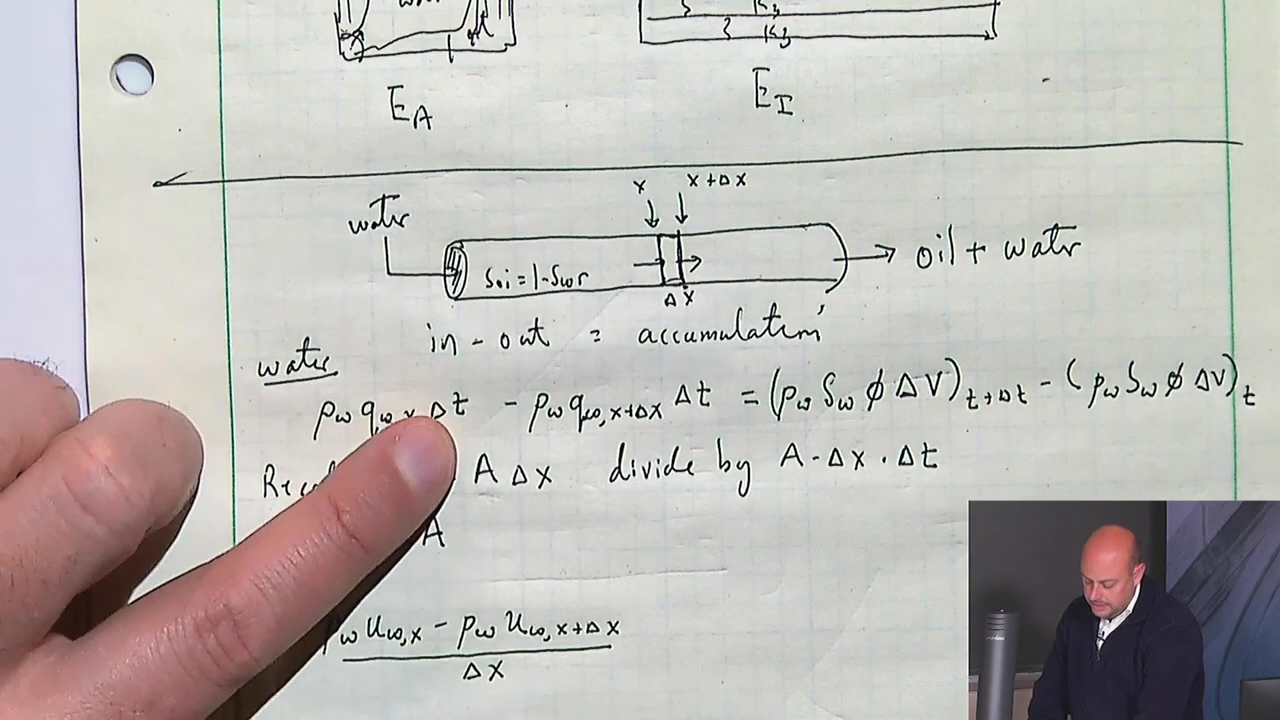 E_A
E_I
x
x + Δx
water
S_oi = 1 - S_wr
oil + water
Δx
in - out = accumulation
water
ρ_w q_w,x Δt - ρ_w q_w,x+Δx Δt = (ρ_w S_w φ ΔV)_t+Δt - (ρ_w S_w φ ΔV)_t
A Δx divide by A · Δx · Δt
A
ρ_w u_w,x - ρ_w u_w,x+Δx
Δx